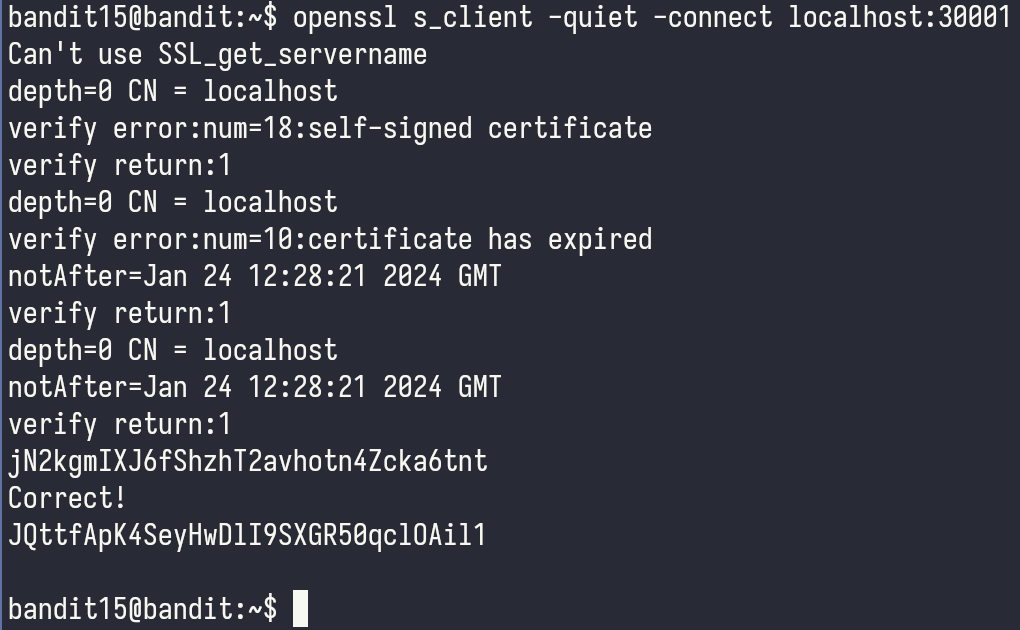 bandit15@bandit:~$ openssl s_client -quiet -connect localhost:30001
Can't use SSL_get_servername
depth=0 CN = localhost
verify error:num=18:self-signed certificate
verify return:1
depth=0 CN = localhost
verify error:num=10:certificate has expired
notAfter=Jan 24 12:28:21 2024 GMT
verify return:1
depth=0 CN = localhost
notAfter=Jan 24 12:28:21 2024 GMT
verify return:1
jN2kgmIXJ6fShzhT2avhotn4Zcka6tnt
Correct!
JQttfApK4SeyHwDlI9SXGR50qclOAil1
bandit15@bandit:~$